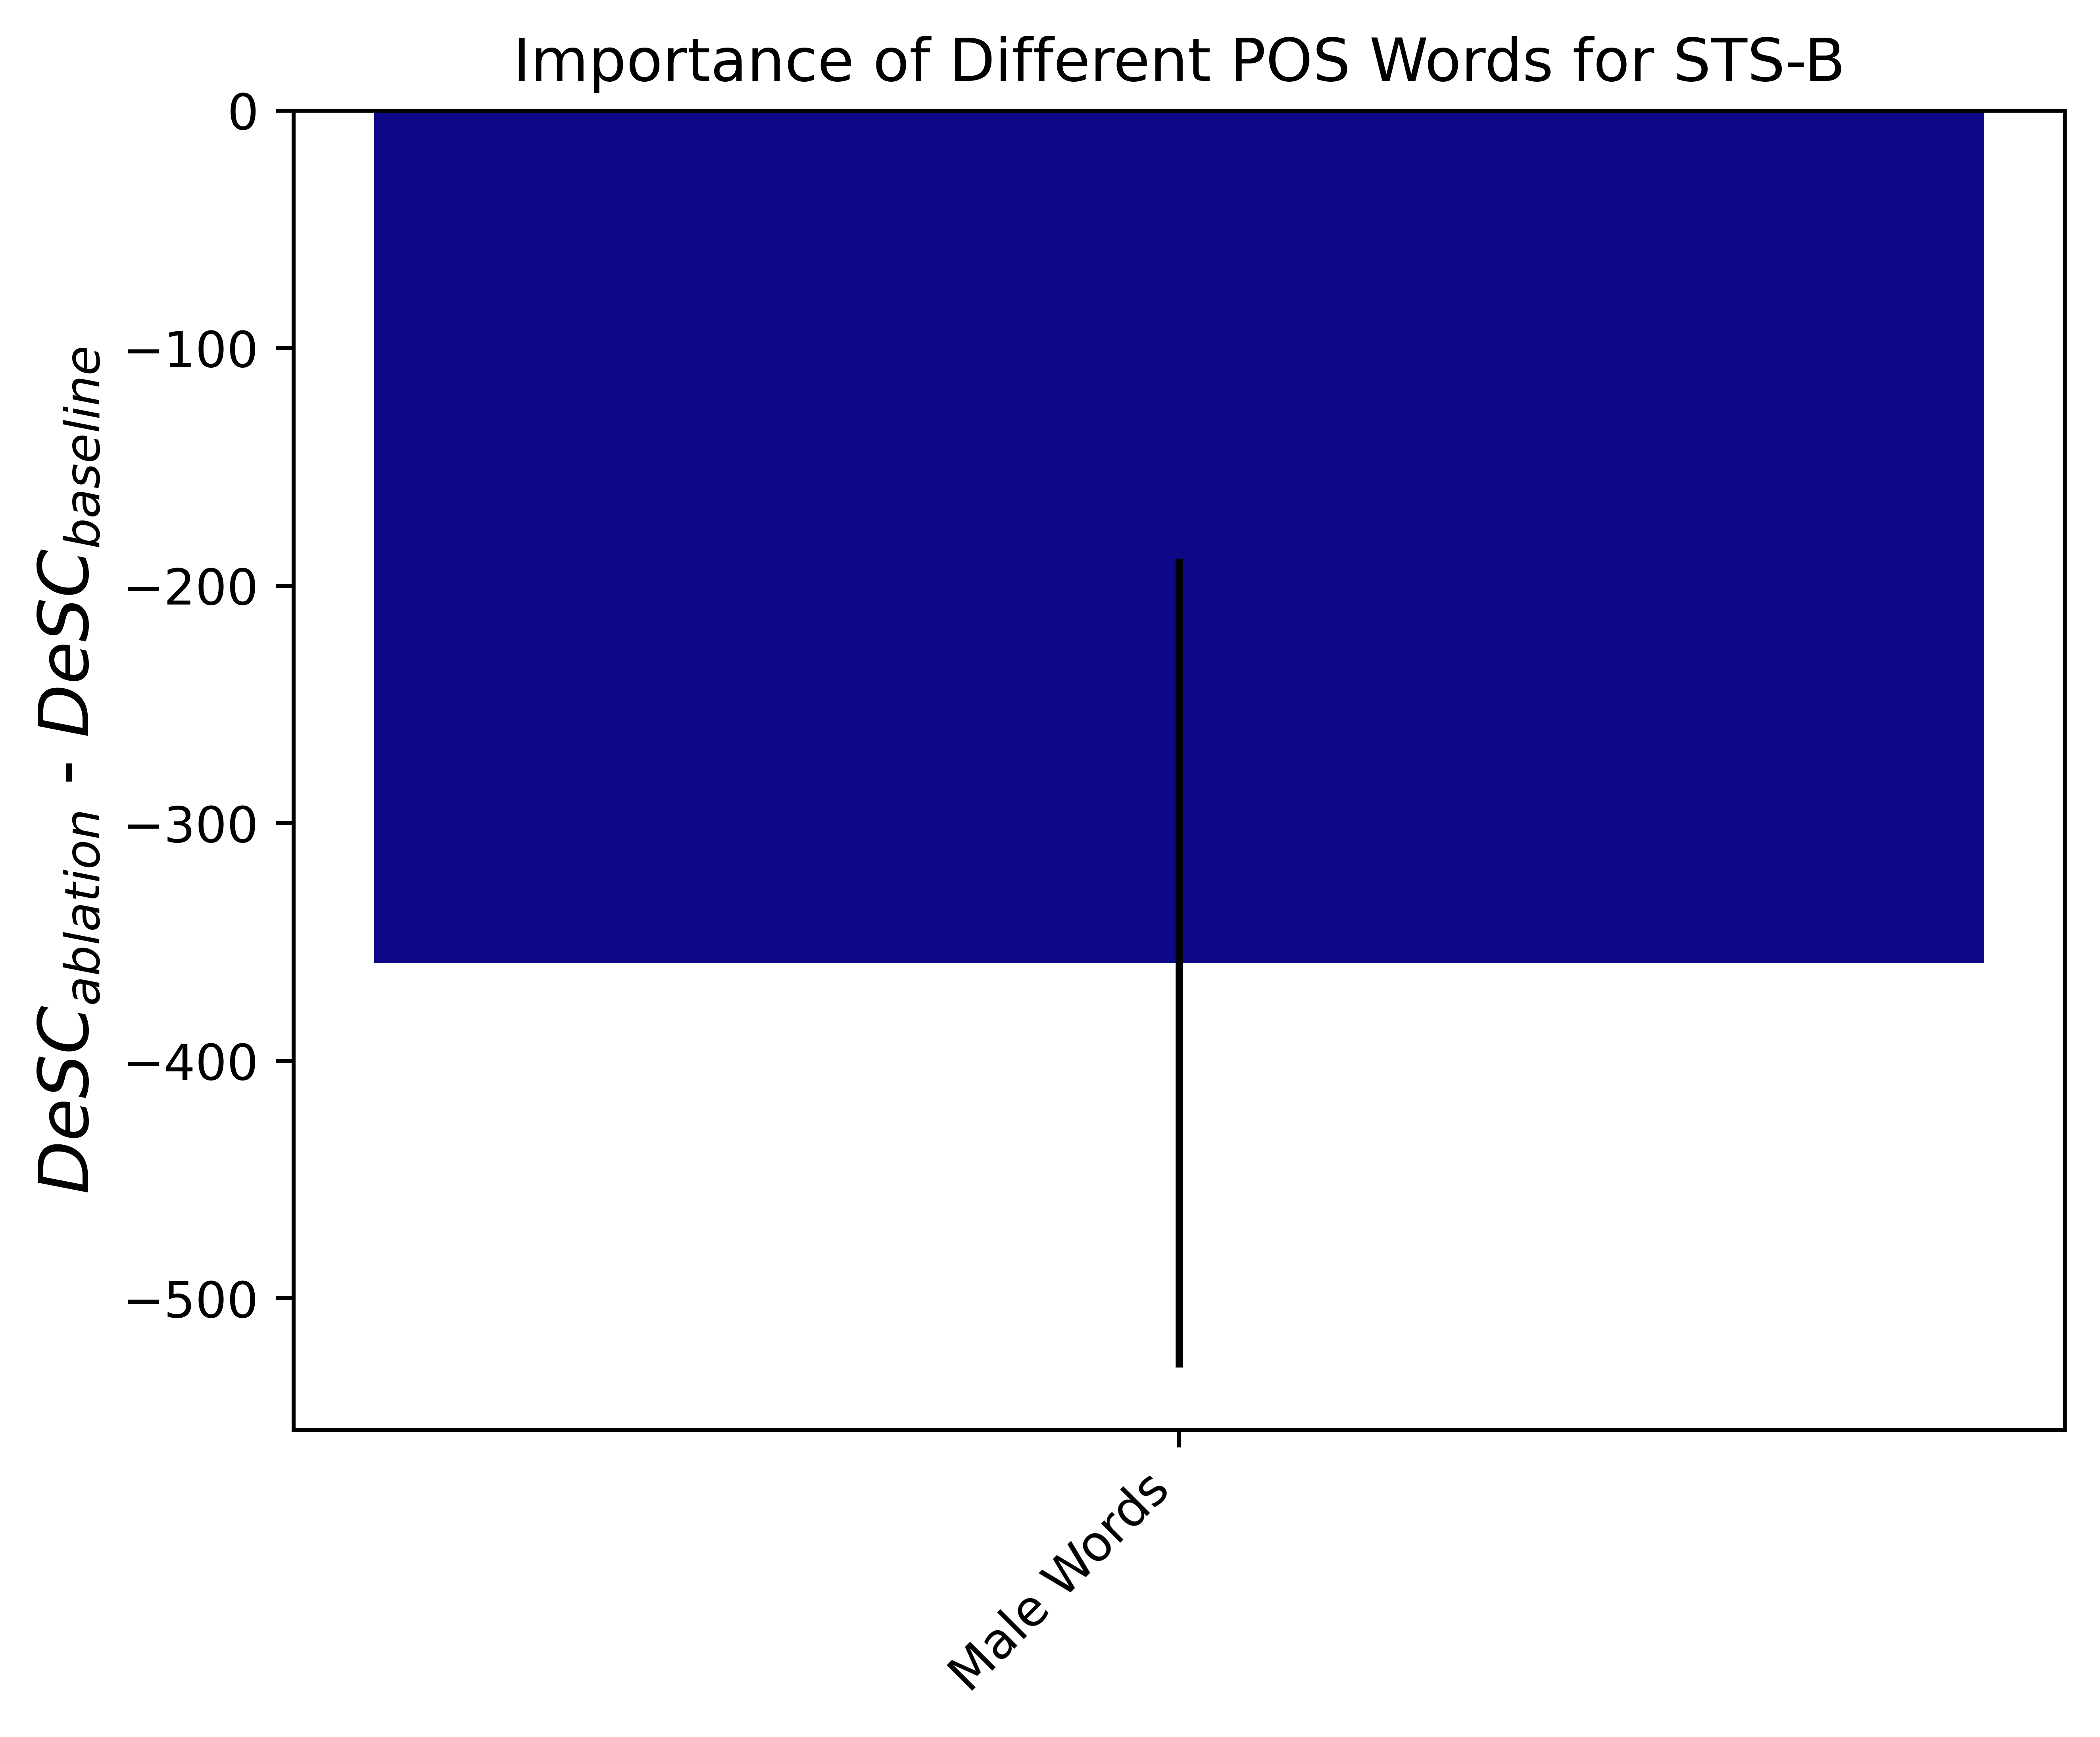 Importance of Different POS Words for STS-B
0
−100
−200
−300
−400
−500
DeSC_ablation - DeSC_baseline
Male Words